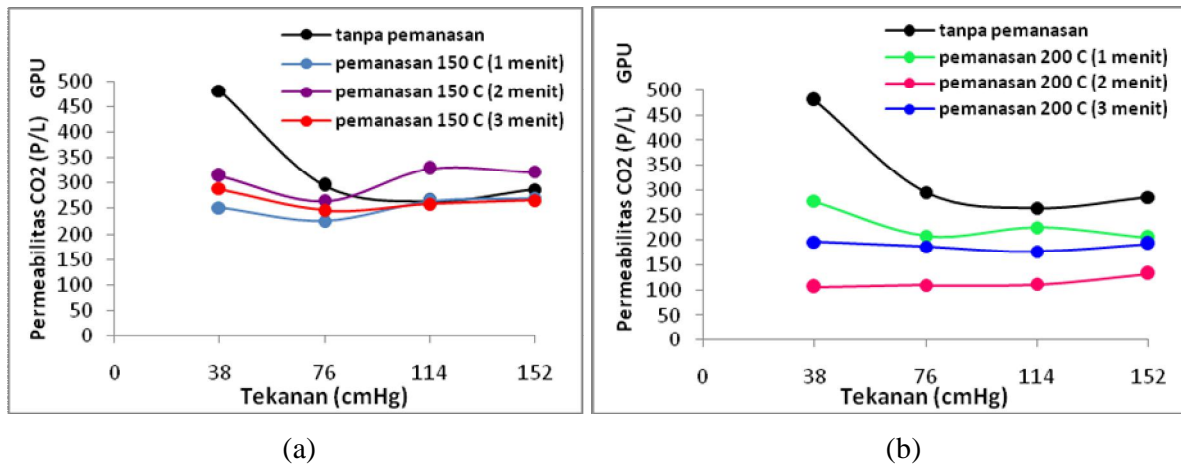 tanpa pemanasan
pemanasan 150 C (1 menit)
pemanasan 150 C (2 menit)
pemanasan 150 C (3 menit)
Permeabilitas CO2 (P/L) GPU
500
450
400
350
300
250
200
150
100
50
0
0 38 76 114 152
Tekanan (cmHg)
(a)
tanpa pemanasan
pemanasan 200 C (1 menit)
pemanasan 200 C (2 menit)
pemanasan 200 C (3 menit)
Permeabilitas CO2 (P/L) GPU
500
450
400
350
300
250
200
150
100
50
0
0 38 76 114 152
Tekanan (cmHg)
(b)